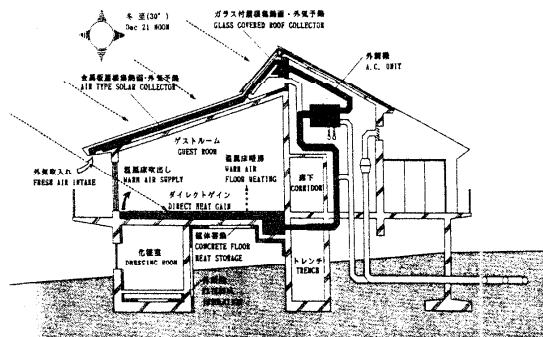 冬至(30°)
Dec 21 NOON
ガラス付屋根集熱面・外気予熱
GLASS COVERED ROOF COLLECTOR
外調機
A.C. UNIT
金属板屋根集熱面・外気予熱
AIR TYPE SOLAR COLLECTOR
ゲストルーム
GUEST ROOM
外気取入れ
FRESH AIR INTAKE
温風床吹出し
WARM AIR SUPPLY
温風床暖房
WARM AIR
FLOOR HEATING
廊下
CORRIDOR
ダイレクトゲイン
DIRECT HEAT GAIN
躯体蓄熱
CONCRETE FLOOR
HEAT STORAGE
化粧室
DRESSING ROOM
トレンチ
TRENCH